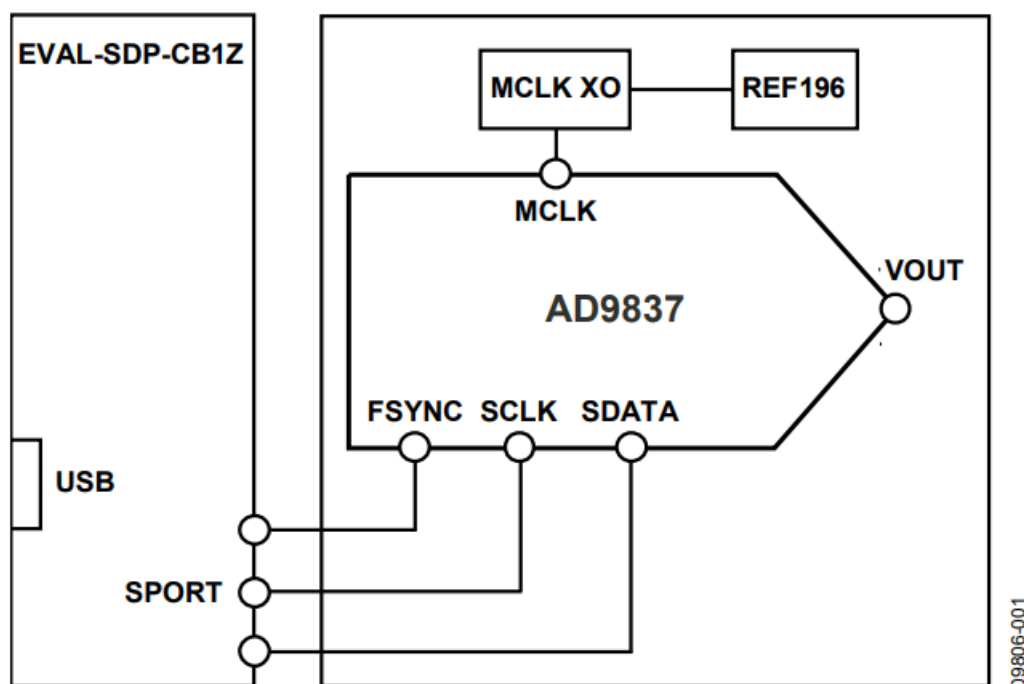 EVAL-SDP-CB1Z
MCLK XO
REF196
MCLK
VOUT
AD9837
FSYNC SCLK SDATA
USB
SPORT
09806-001